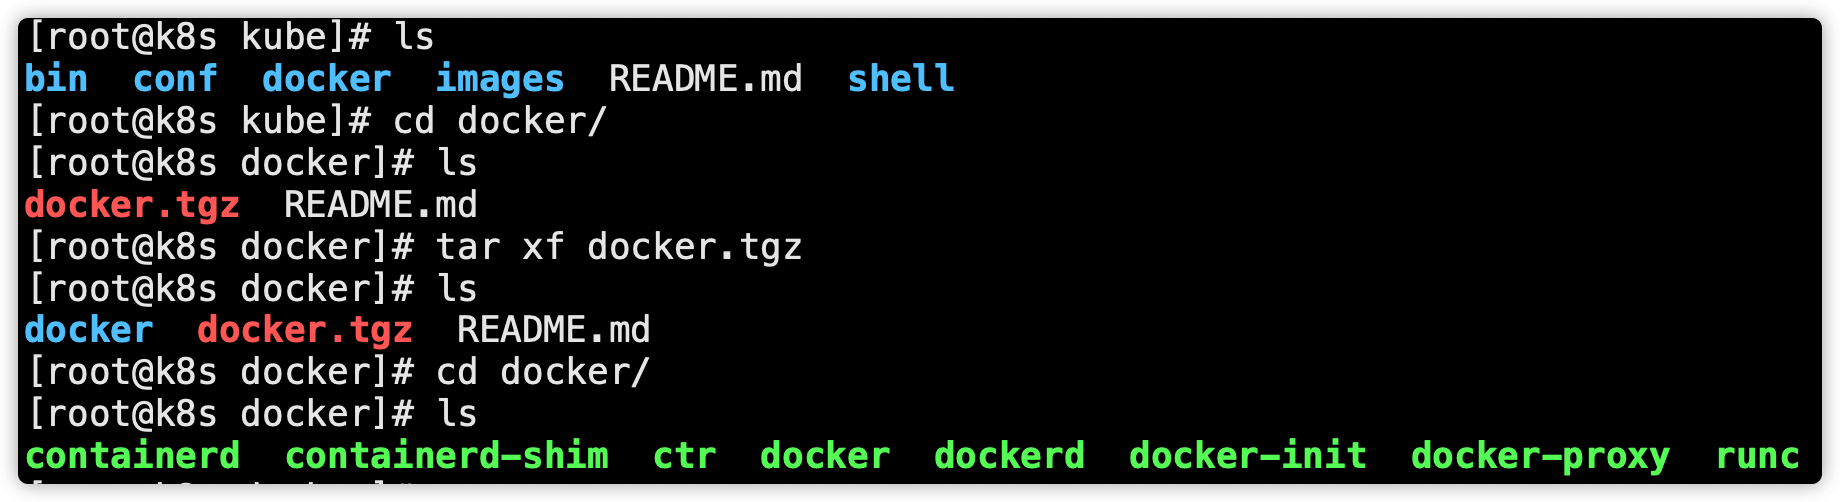 [root@k8s kube]# ls
bin  conf  docker  images  README.md  shell
[root@k8s kube]# cd docker/
[root@k8s docker]# ls
docker.tgz  README.md
[root@k8s docker]# tar xf docker.tgz
[root@k8s docker]# ls
docker  docker.tgz  README.md
[root@k8s docker]# cd docker/
[root@k8s docker]# ls
containerd  containerd-shim  ctr  docker  dockerd  docker-init  docker-proxy  runc